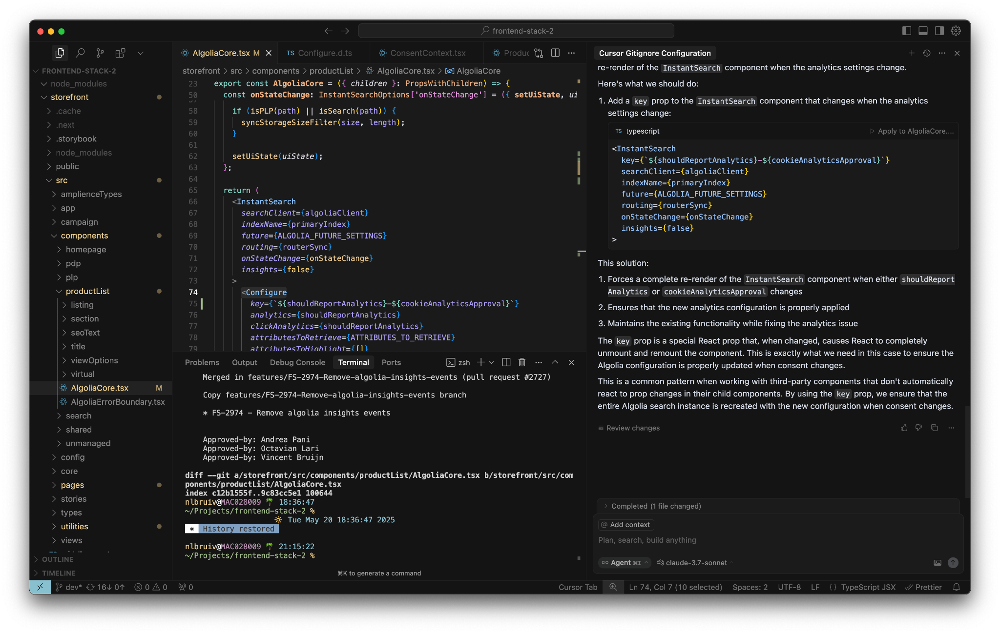 frontend-stack-2
FRONTEND-STACK-2
node_modules
storefront
.cache
.next
.storybook
node_modules
public
src
amplienceTypes
app
campaign
components
homepage
pdp
plp
productList
listing
section
seoText
title
viewOptions
virtual
AlgoliaCore.tsx M
AlgoliaErrorBoundary.tsx
search
shared
unmanaged
config
core
pages
stories
types
utilities
views
OUTLINE
TIMELINE
AlgoliaCore.tsx M
TS Configure.d.ts
ConsentContext.tsx
Produc
storefront > src > components > productList > AlgoliaCore.tsx > AlgoliaCore
23 export const AlgoliaCore = ({ children }: PropsWithChildren) => {
50 const onStateChange: InstantSearchOptions['onStateChange'] = ({ setUiState, ui
58 if (isPLP(path) || isSearch(path)) {
59 syncStorageSizeFilter(size, length);
60 }
61
62 setUiState(uiState);
63 };
64
65 return (
66 <InstantSearch
67 searchClient={algoliaClient}
68 indexName={primaryIndex}
69 future={ALGOLIA_FUTURE_SETTINGS}
70 routing={routerSync}
71 onStateChange={onStateChange}
72 insights={false}
73 >
74 <Configure
75 key={`${shouldReportAnalytics}-${cookieAnalyticsApproval}`}
76 analytics={shouldReportAnalytics}
77 clickAnalytics={shouldReportAnalytics}
78 attributesToRetrieve={ATTRIBUTES_TO_RETRIEVE}
79 attributesToHighlight={[]}
Problems Output Debug Console Terminal Ports
zsh
Merged in features/FS-2974-Remove-algolia-insights-events (pull request #2727)
Copy features/FS-2974-Remove-algolia-insights-events branch
* FS-2974 - Remove algolia insights events
Approved-by: Andrea Pani
Approved-by: Octavian Lari
Approved-by: Vincent Bruijn
diff --git a/storefront/src/components/productList/AlgoliaCore.tsx b/storefront/src/com
ponents/productList/AlgoliaCore.tsx
index c12b1555f..9c83cc5e1 100644
nlbruiv@MAC028009 🌴 18:36:47
~/Projects/frontend-stack-2 %
🔆 Tue May 20 18:36:47 2025
* History restored
nlbruiv@MAC028009 🌴 21:15:22
~/Projects/frontend-stack-2 %
⌘K to generate a command
Cursor Gitignore Configuration
re-render of the InstantSearch component when the analytics settings change.
Here's what we should do:
1. Add a key prop to the InstantSearch component that changes when the analytics
settings change:
TS typescript
Apply to AlgoliaCore....
<InstantSearch
key={`${shouldReportAnalytics}-${cookieAnalyticsApproval}`}
searchClient={algoliaClient}
indexName={primaryIndex}
future={ALGOLIA_FUTURE_SETTINGS}
routing={routerSync}
onStateChange={onStateChange}
insights={false}
>
This solution:
1. Forces a complete re-render of the InstantSearch component when either shouldReport
Analytics or cookieAnalyticsApproval changes
2. Ensures that the new analytics configuration is properly applied
3. Maintains the existing functionality while fixing the analytics issue
The key prop is a special React prop that, when changed, causes React to completely
unmount and remount the component. This is exactly what we need in this case to ensure the
Algolia configuration is properly updated when consent changes.
This is a common pattern when working with third-party components that don't automatically
react to prop changes in their child components. By using the key prop, we ensure that the
entire Algolia search instance is recreated with the new configuration when consent changes.
Review changes
Completed (1 file changed)
@ Add context
Plan, search, build anything
∞ Agent ⌘I
claude-3.7-sonnet
dev* 16↓ 0↑ 0 0 0
Cursor Tab
Ln 74, Col 7 (10 selected)
Spaces: 2
UTF-8
LF
{} TypeScript JSX
Prettier